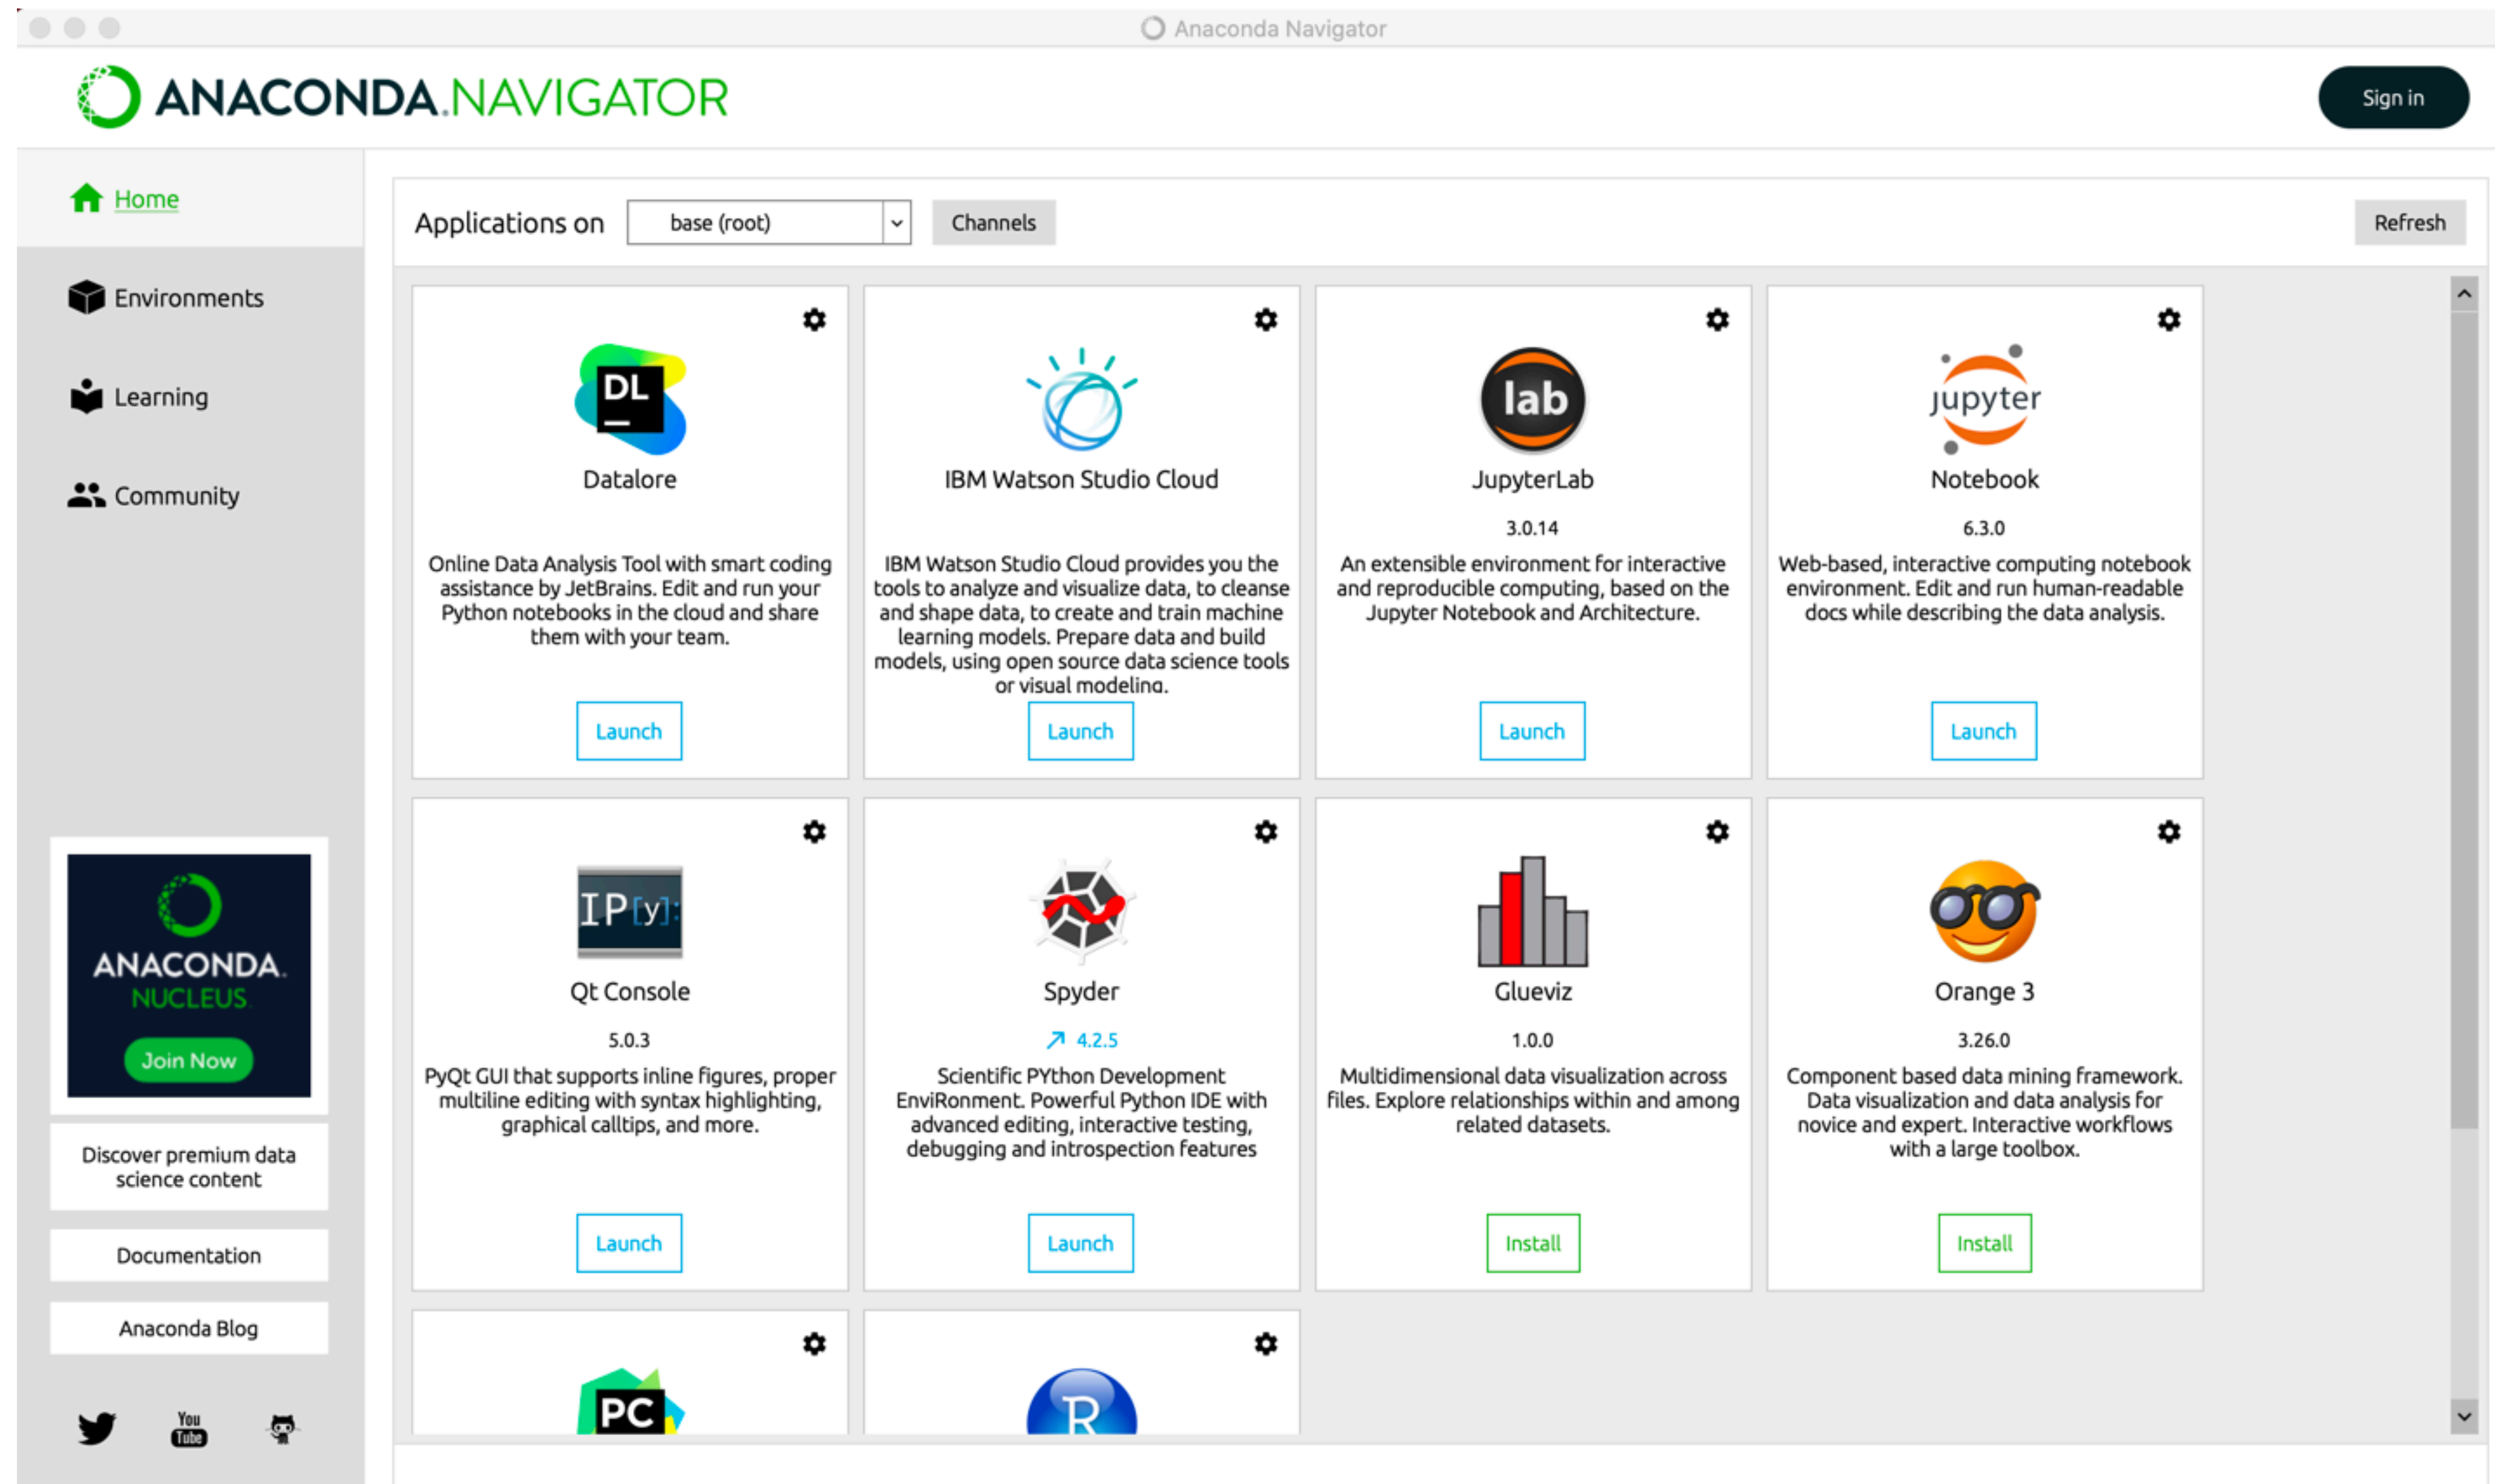 Anaconda Navigator
ANACONDA.NAVIGATOR
Sign in
Home
Environments
Learning
Community
ANACONDA.
NUCLEUS
Join Now
Discover premium data
science content
Documentation
Anaconda Blog
You
Tube
Applications on
base (root)
Channels
Refresh
DL
Datalore
Online Data Analysis Tool with smart coding
assistance by JetBrains. Edit and run your
Python notebooks in the cloud and share
them with your team.
Launch
IBM Watson Studio Cloud
IBM Watson Studio Cloud provides you the
tools to analyze and visualize data, to cleanse
and shape data, to create and train machine
learning models. Prepare data and build
models, using open source data science tools
or visual modeling.
Launch
lab
JupyterLab
3.0.14
An extensible environment for interactive
and reproducible computing, based on the
Jupyter Notebook and Architecture.
Launch
jupyter
Notebook
6.3.0
Web-based, interactive computing notebook
environment. Edit and run human-readable
docs while describing the data analysis.
Launch
IP[y]:
Qt Console
5.0.3
PyQt GUI that supports inline figures, proper
multiline editing with syntax highlighting,
graphical calltips, and more.
Launch
Spyder
4.2.5
Scientific PYthon Development
EnviRonment. Powerful Python IDE with
advanced editing, interactive testing,
debugging and introspection features
Launch
Glueviz
1.0.0
Multidimensional data visualization across
files. Explore relationships within and among
related datasets.
Install
Orange 3
3.26.0
Component based data mining framework.
Data visualization and data analysis for
novice and expert. Interactive workflows
with a large toolbox.
Install
PC
R